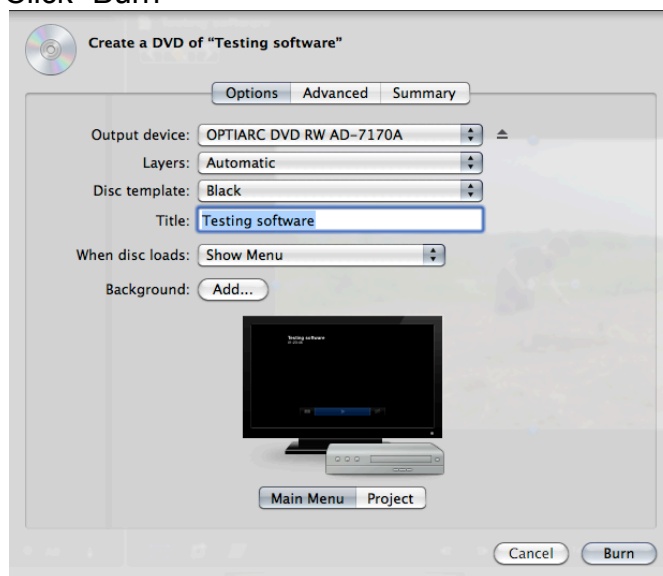 Click "Burn"
Create a DVD of "Testing software"
Options Advanced Summary
Output device: OPTIARC DVD RW AD-7170A
Layers: Automatic
Disc template: Black
Title: Testing software
When disc loads: Show Menu
Background: Add...
Testing software
Main Menu Project
Cancel Burn